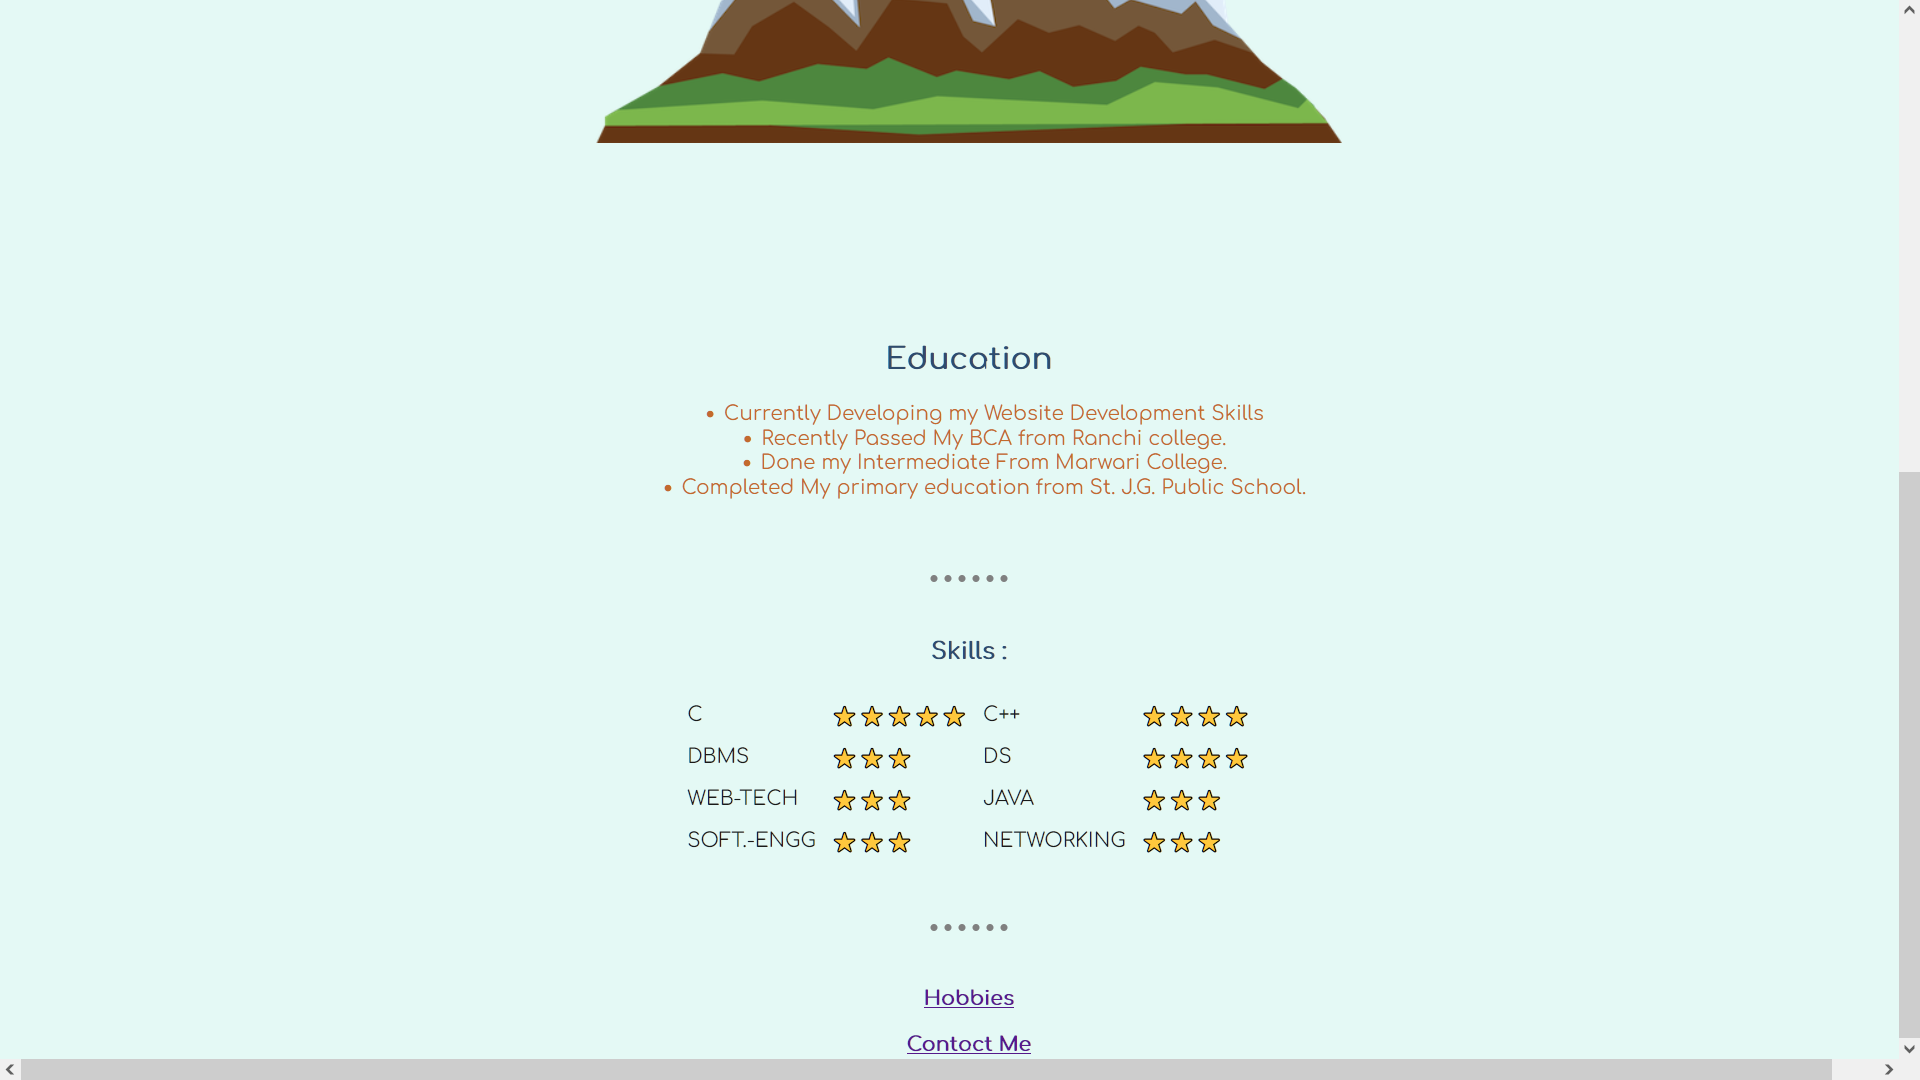 Education
• Currently Developing my Website Development Skills
• Recently Passed My BCA from Ranchi college.
• Done my Intermediate From Marwari College.
• Completed My primary education from St. J.G. Public School.
Skills :
C C++
DBMS DS
WEB-TECH JAVA
SOFT.-ENGG NETWORKING
Hobbies
Contoct Me